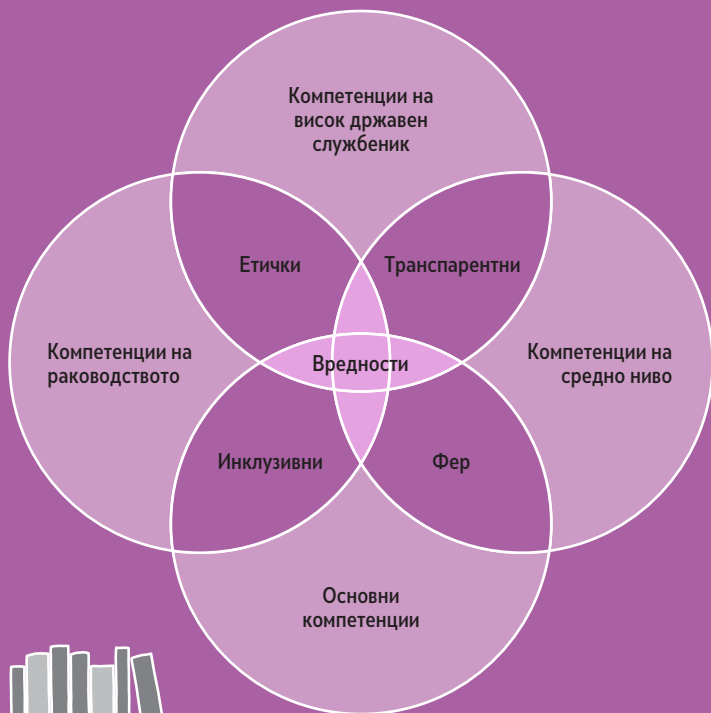 Компетенции на
висок државен
службеник
Етички
Транспарентни
Компетенции на
раководството
Вредности
Компетенции на
средно ниво
Инклузивни
Фер
Основни
компетенции